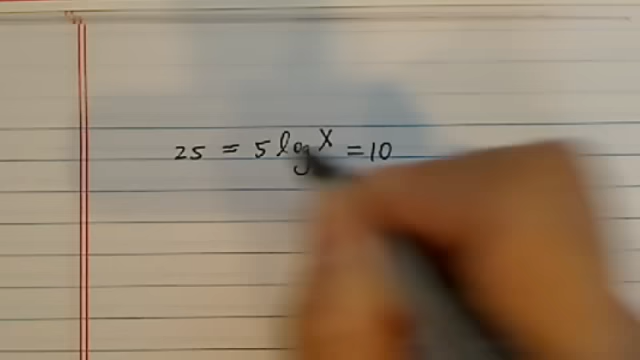 25 = 5 log x = 10